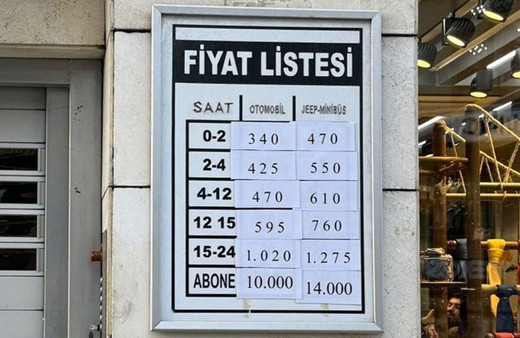 FİYAT LİSTESİ
SAAT OTOMOBİL JEEP-MİNİBÜS
0-2 340 470
2-4 425 550
4-12 470 610
12 15 595 760
15-24 1.020 1.275
ABONE 10.000 14.000